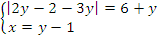 {|2y − 2 − 3y| = 6 + y
x = y − 1